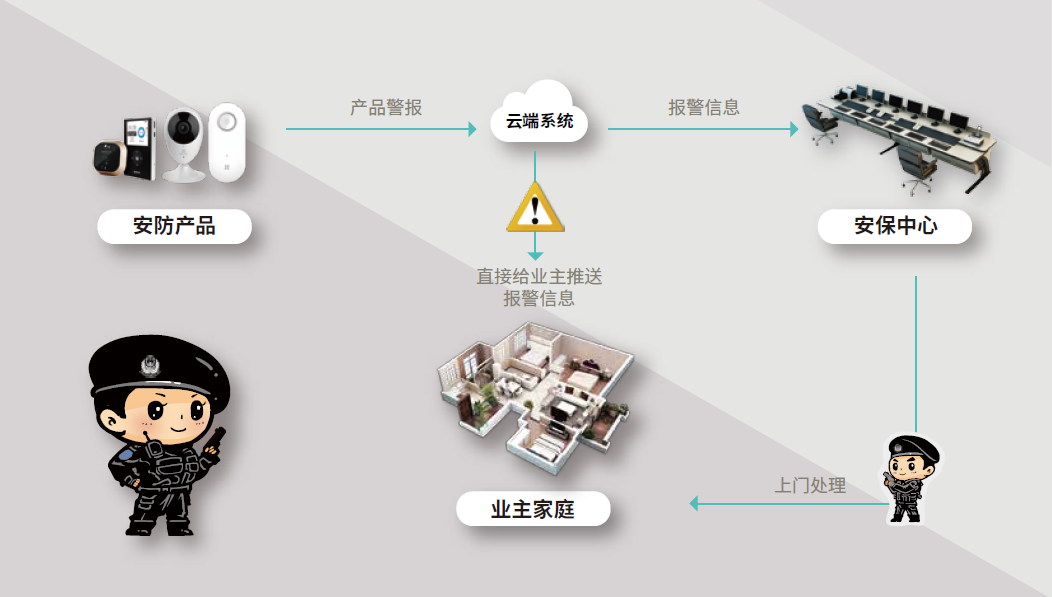 产品警报
报警信息
云端系统
安防产品
安保中心
直接给业主推送
报警信息
上门处理
业主家庭